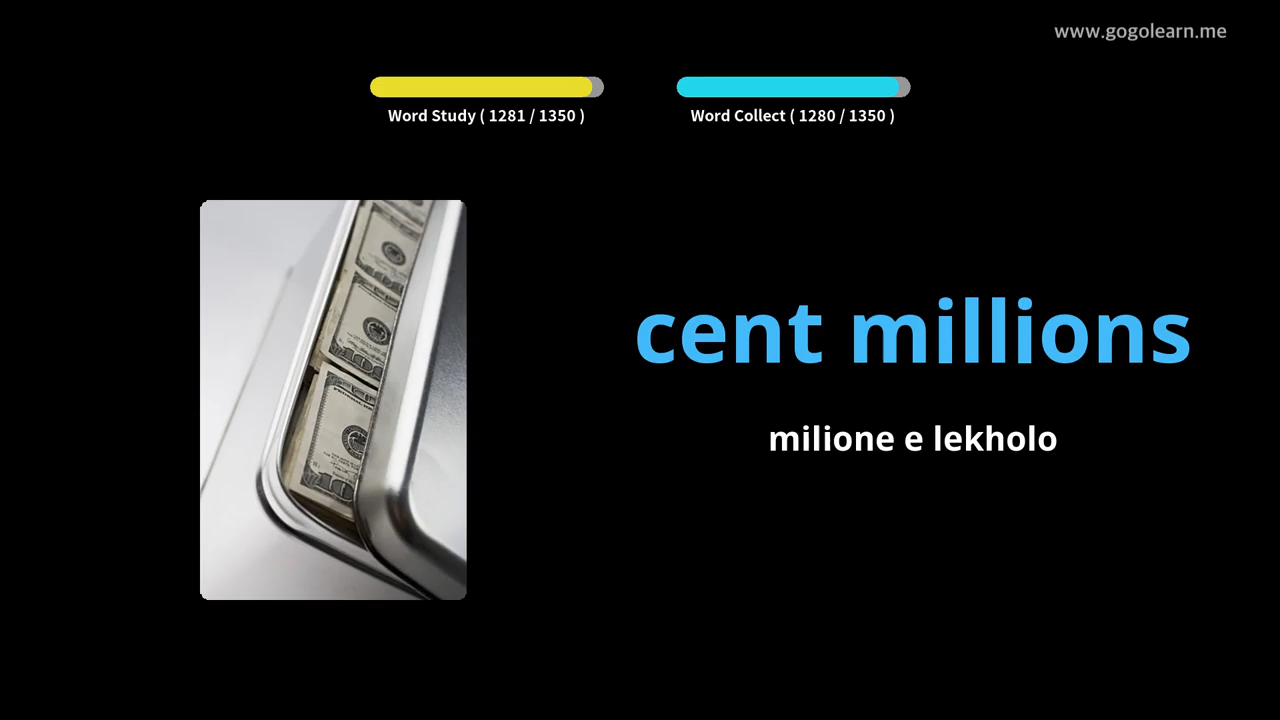 www.gogolearn.me
Word Study ( 1281 / 1350 )
Word Collect ( 1280 / 1350 )
cent millions
milione e lekholo